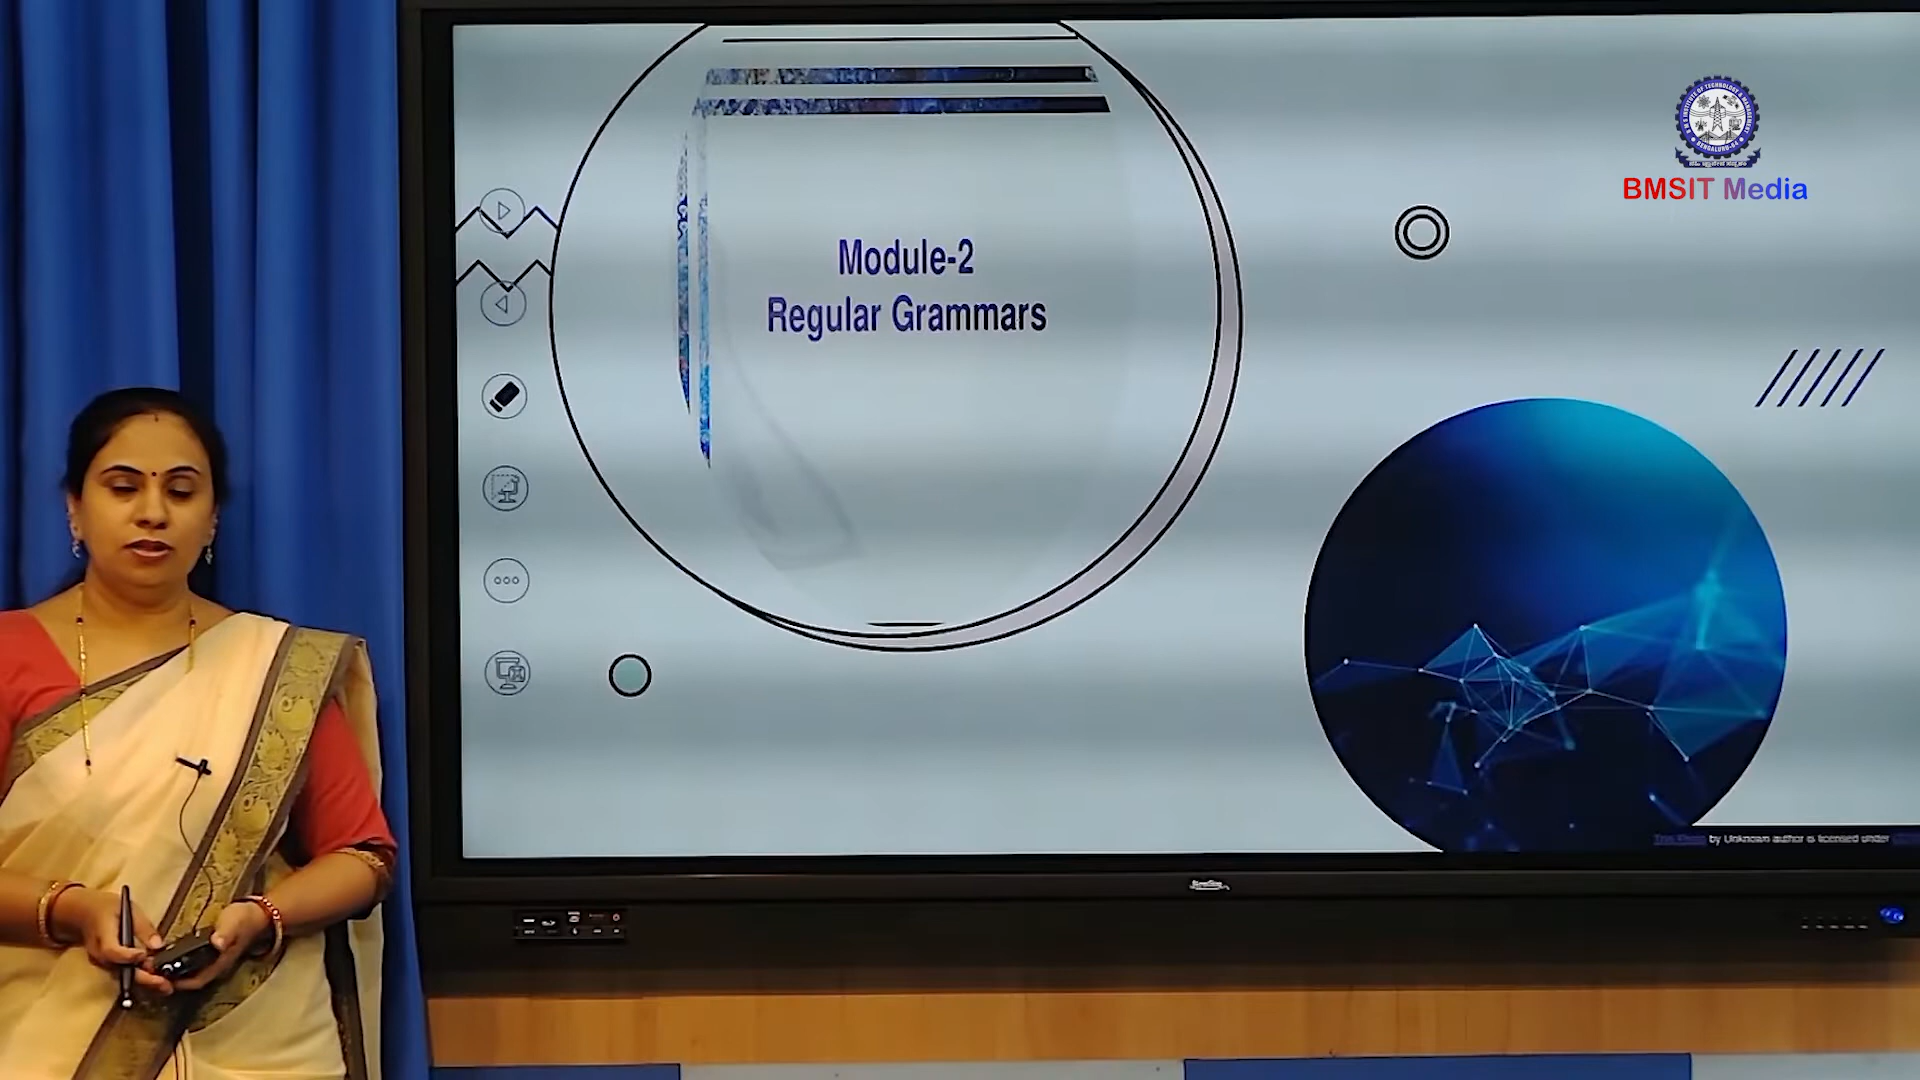 Module-2
Regular Grammars
BMSIT Media
by Unknown author is licensed under